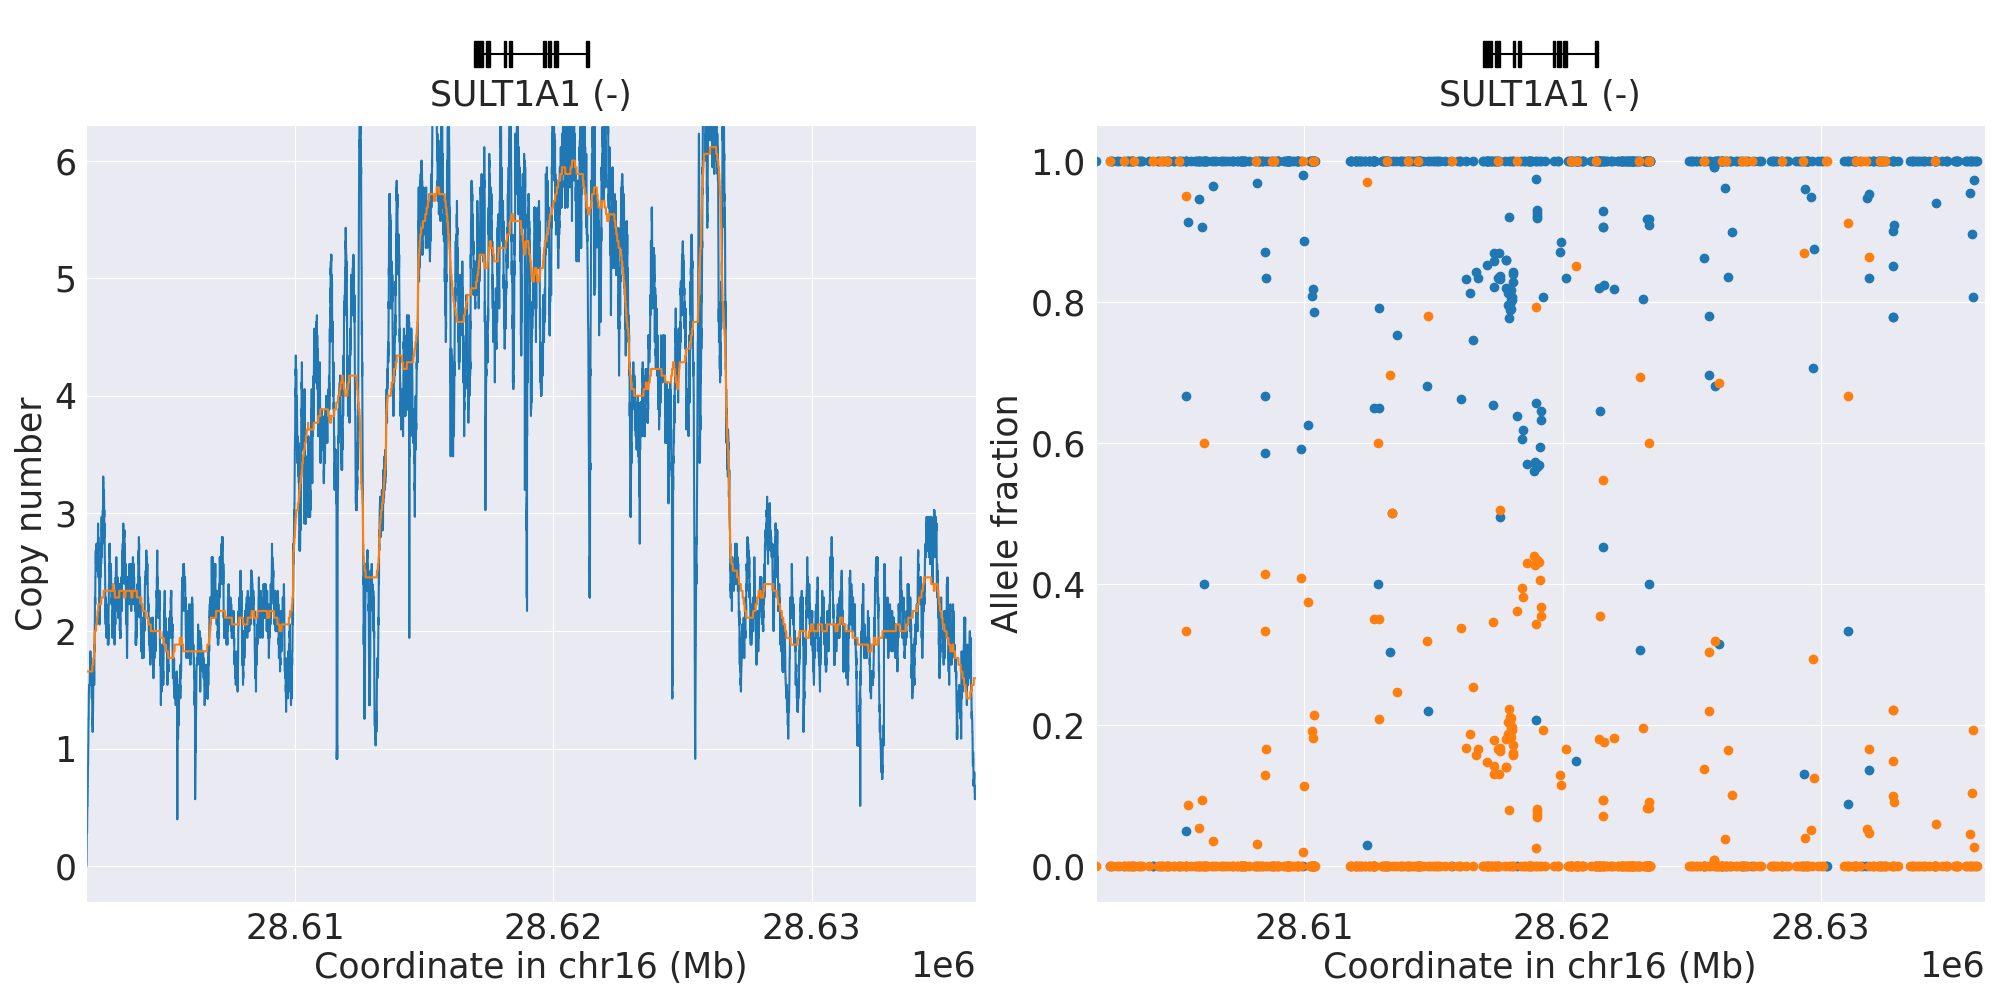 SULT1A1 (-)
SULT1A1 (-)
Copy number
6
5
4
3
2
1
0
28.61
28.62
28.63
Coordinate in chr16 (Mb)
1e6
Allele fraction
1.0
0.8
0.6
0.4
0.2
0.0
28.61
28.62
28.63
Coordinate in chr16 (Mb)
1e6